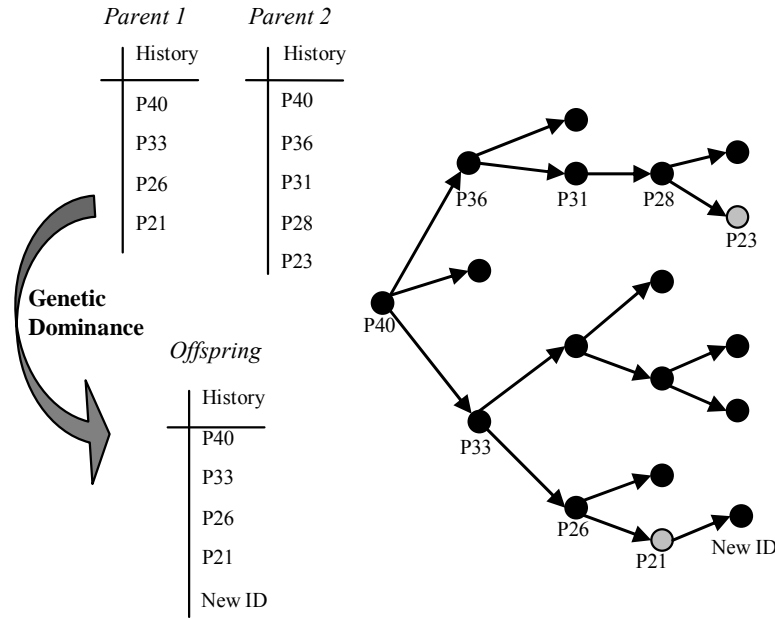 Parent 1
History
P40
P33
P26
P21
Parent 2
History
P40
P36
P31
P28
P23
Genetic
Dominance
Offspring
History
P40
P33
P26
P21
New ID
P36
P31
P28
P23
P40
P33
P26
P21
New ID